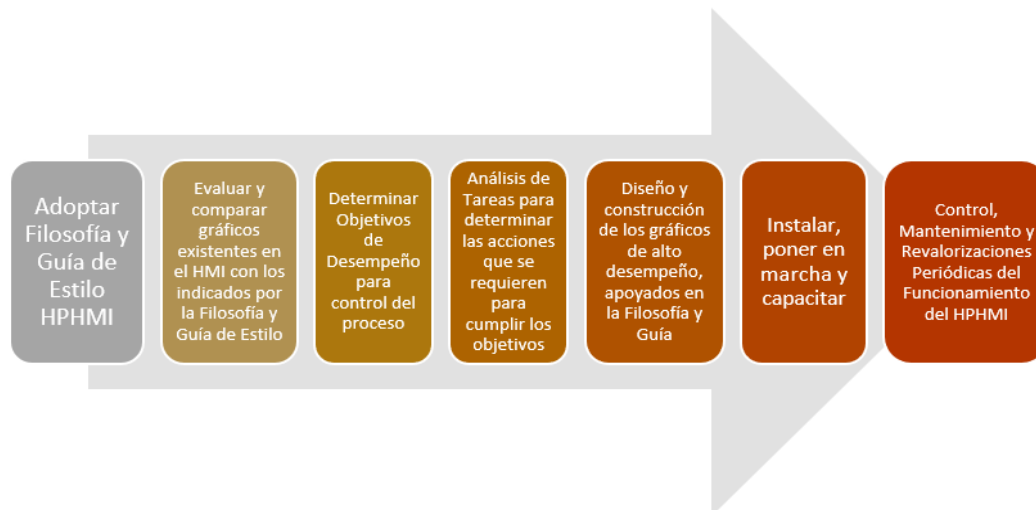 Adoptar
Filosofía y
Guía de
Estilo
HPHMI
Evaluar y
comparar
gráficos
existentes en
el HMI con los
indicados por
la Filosofía y
Guía de Estilo
Determinar
Objetivos
de
Desempeño
para
control del
proceso
Análisis de
Tareas para
determinar
las acciones
que se
requieren
para
cumplir los
objetivos
Diseño y
construcción
de los gráficos
de alto
desempeño,
apoyados en
la Filosofía y
Guía
Instalar,
poner en
marcha y
capacitar
Control,
Mantenimiento y
Revalorizaciones
Periódicas del
Funcionamiento
del HPHMI